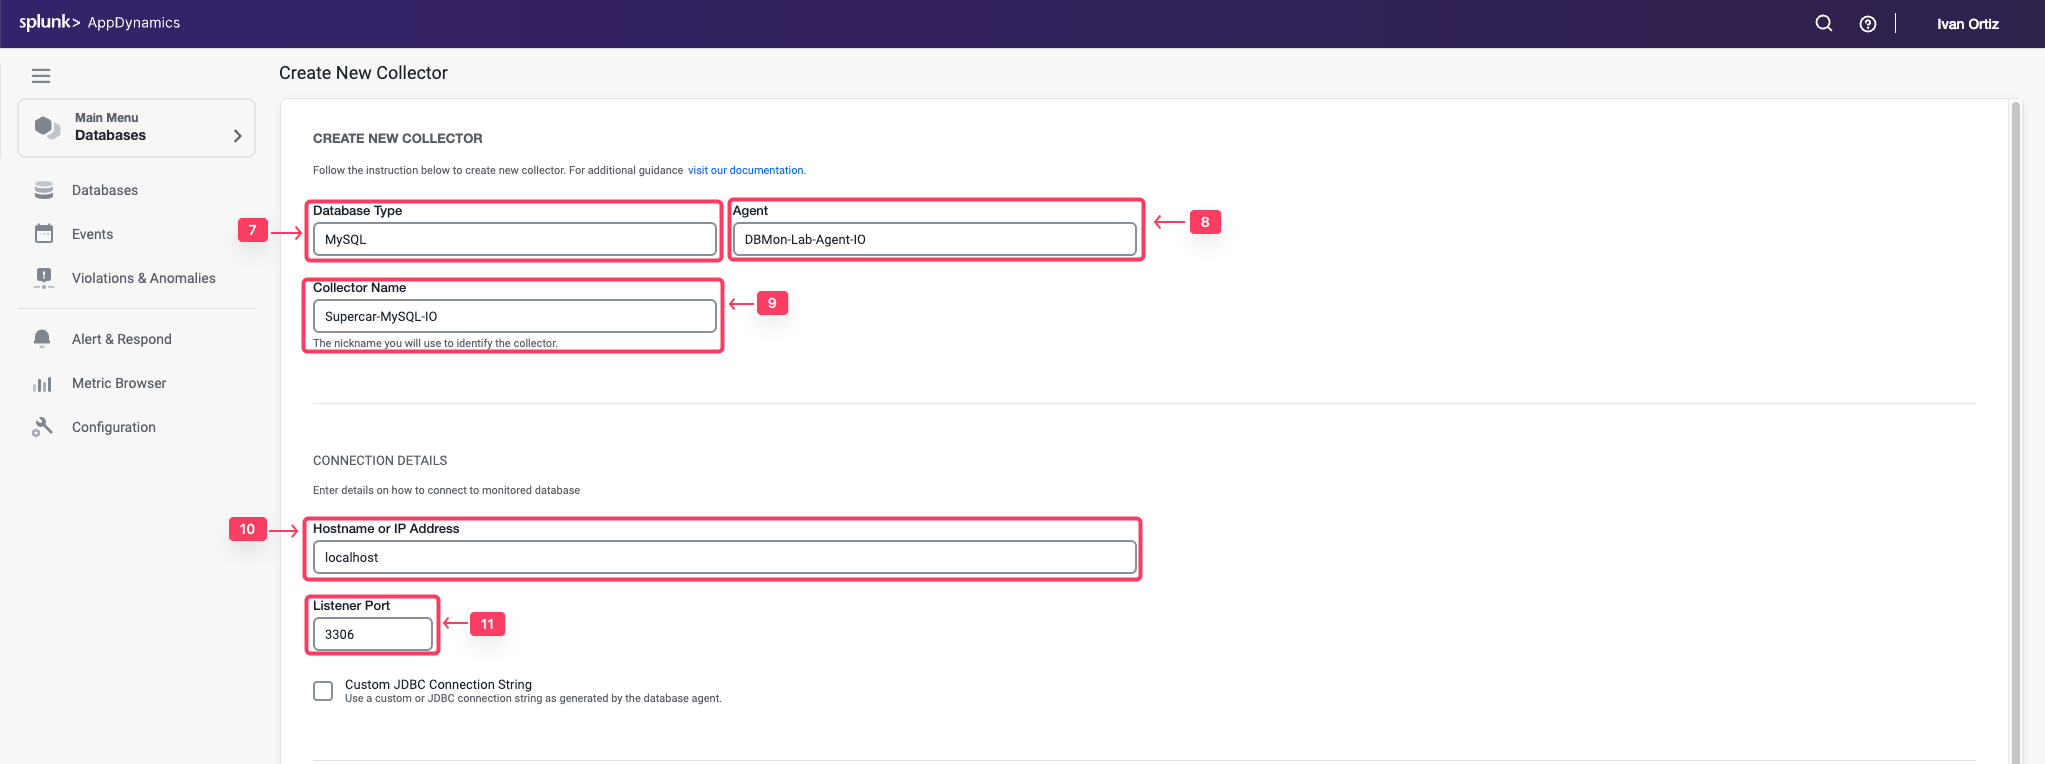 splunk> AppDynamics
Ivan Ortiz
Create New Collector
Main Menu
Databases
Databases
Events
Violations & Anomalies
Alert & Respond
Metric Browser
Configuration
CREATE NEW COLLECTOR
Follow the instruction below to create new collector. For additional guidance visit our documentation.
7
Database Type
MySQL
Agent
DBMon-Lab-Agent-IO
8
Collector Name
Supercar-MySQL-IO
The nickname you will use to identify the collector.
9
CONNECTION DETAILS
Enter details on how to connect to monitored database
10
Hostname or IP Address
localhost
Listener Port
3306
11
Custom JDBC Connection String
Use a custom or JDBC connection string as generated by the database agent.